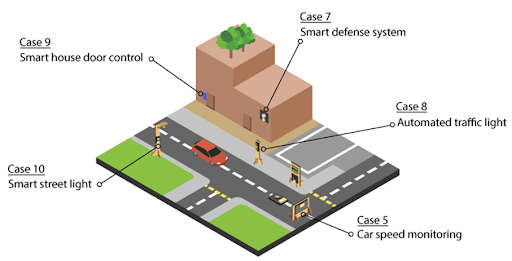 Case 7
Smart defense system
Case 9
Smart house door control
Case 8
Automated traffic light
Case 10
Smart street light
Case 5
Car speed monitoring